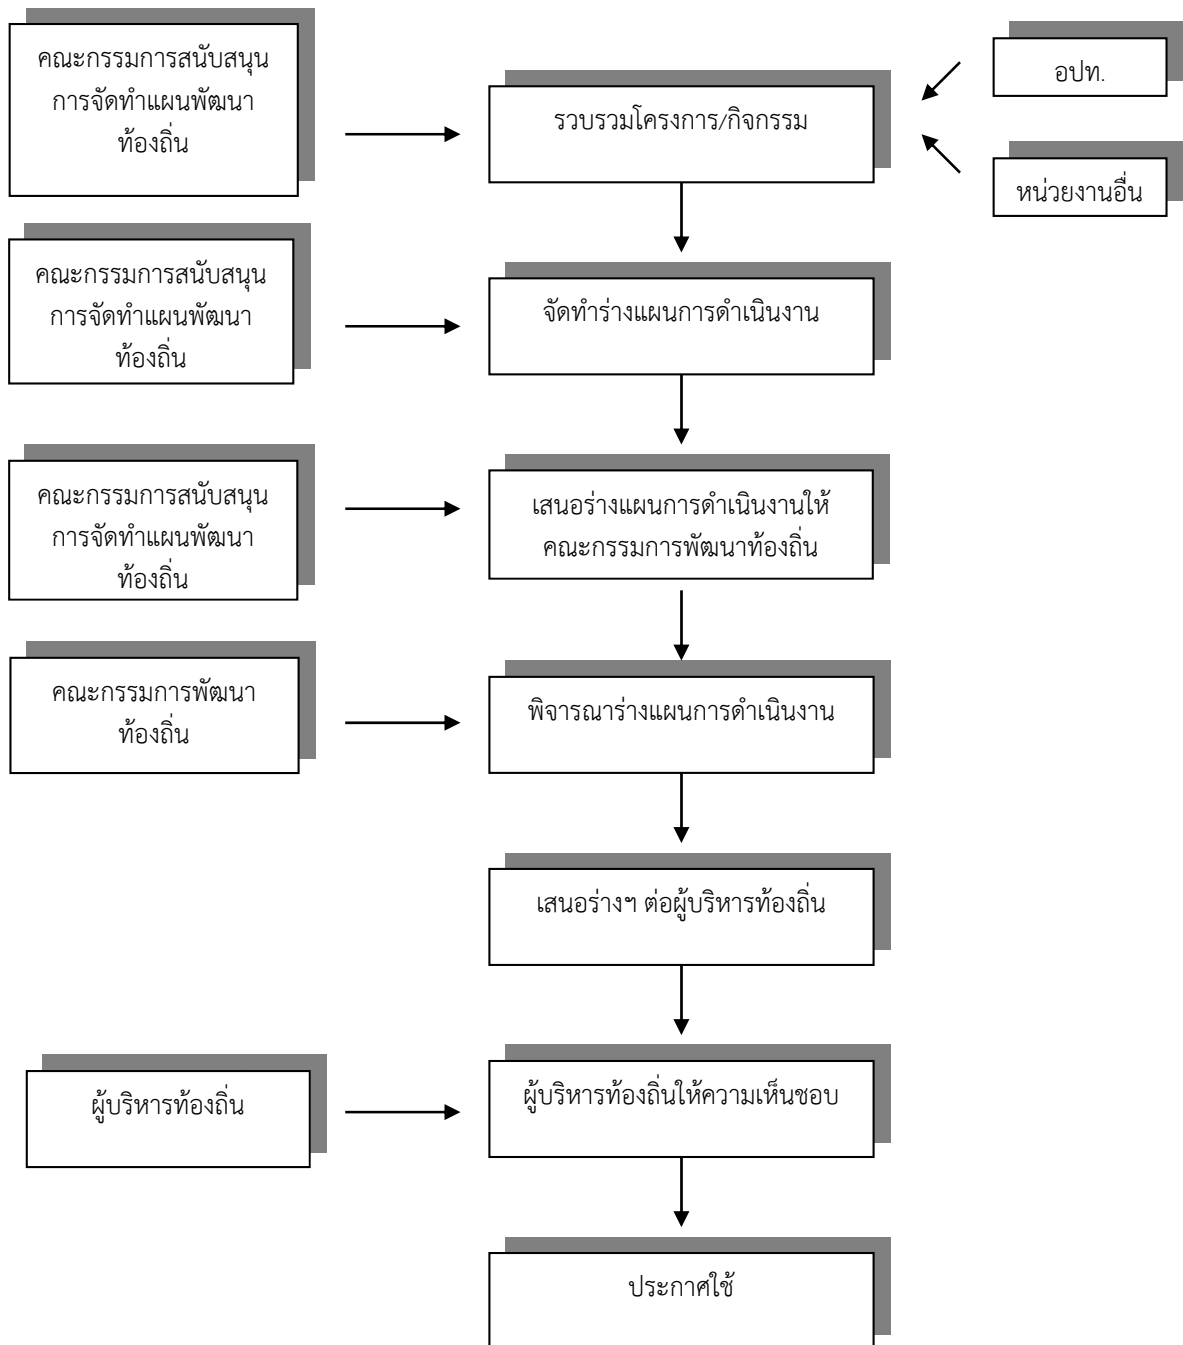 คณะกรรมการสนับสนุน
การจัดทำแผนพัฒนา
ท้องถิ่น
รวบรวมโครงการ/กิจกรรม
อปท.
หน่วยงานอื่น
คณะกรรมการสนับสนุน
การจัดทำแผนพัฒนา
ท้องถิ่น
จัดทำร่างแผนการดำเนินงาน
คณะกรรมการสนับสนุน
การจัดทำแผนพัฒนา
ท้องถิ่น
เสนอร่างแผนการดำเนินงานให้
คณะกรรมการพัฒนาท้องถิ่น
คณะกรรมการพัฒนา
ท้องถิ่น
พิจารณาร่างแผนการดำเนินงาน
เสนอร่างฯ ต่อผู้บริหารท้องถิ่น
ผู้บริหารท้องถิ่น
ผู้บริหารท้องถิ่นให้ความเห็นชอบ
ประกาศใช้